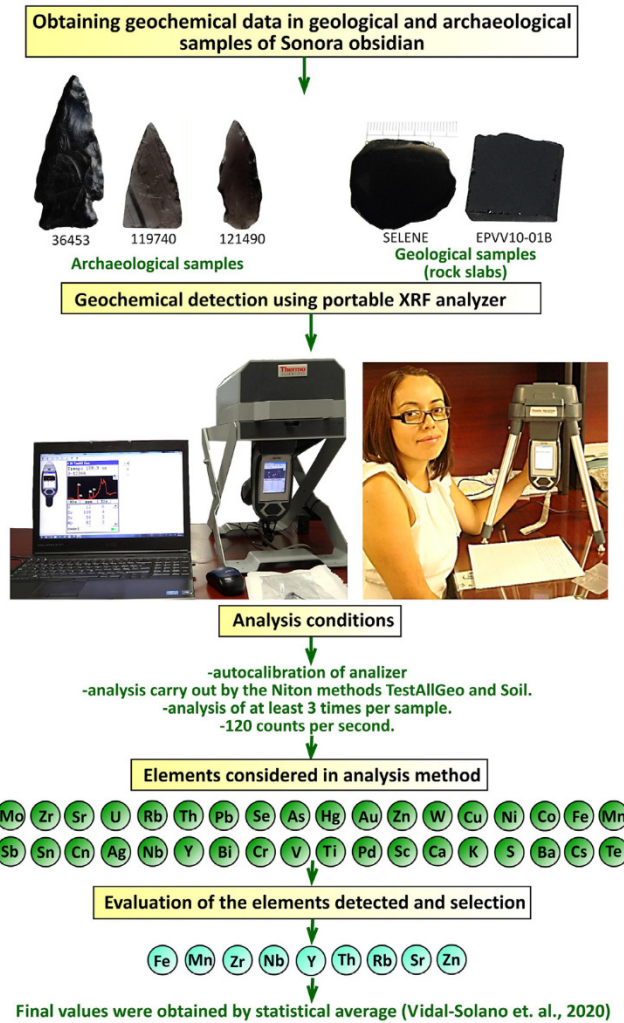 Obtaining geochemical data in geological and archaeological
samples of Sonora obsidian
36453
119740
121490
SELENE
EPVV10-01B
Archaeological samples
Geological samples
(rock slabs)
Geochemical detection using portable XRF analyzer
Thermo
SCIENTIFIC
Analysis conditions
-autocalibration of analizer
-analysis carry out by the Niton methods TestAllGeo and Soil.
-analysis of at least 3 times per sample.
-120 counts per second.
Elements considered in analysis method
Mo Zr Sr U Rb Th Pb Se As Hg Au Zn W Cu Ni Co Fe Mn
Sb Sn Cn Ag Nb Y Bi Cr V Ti Pd Sc Ca K S Ba Cs Te
Evaluation of the elements detected and selection
Fe Mn Zr Nb Y Th Rb Sr Zn
Final values were obtained by statistical average (Vidal-Solano et. al., 2020)